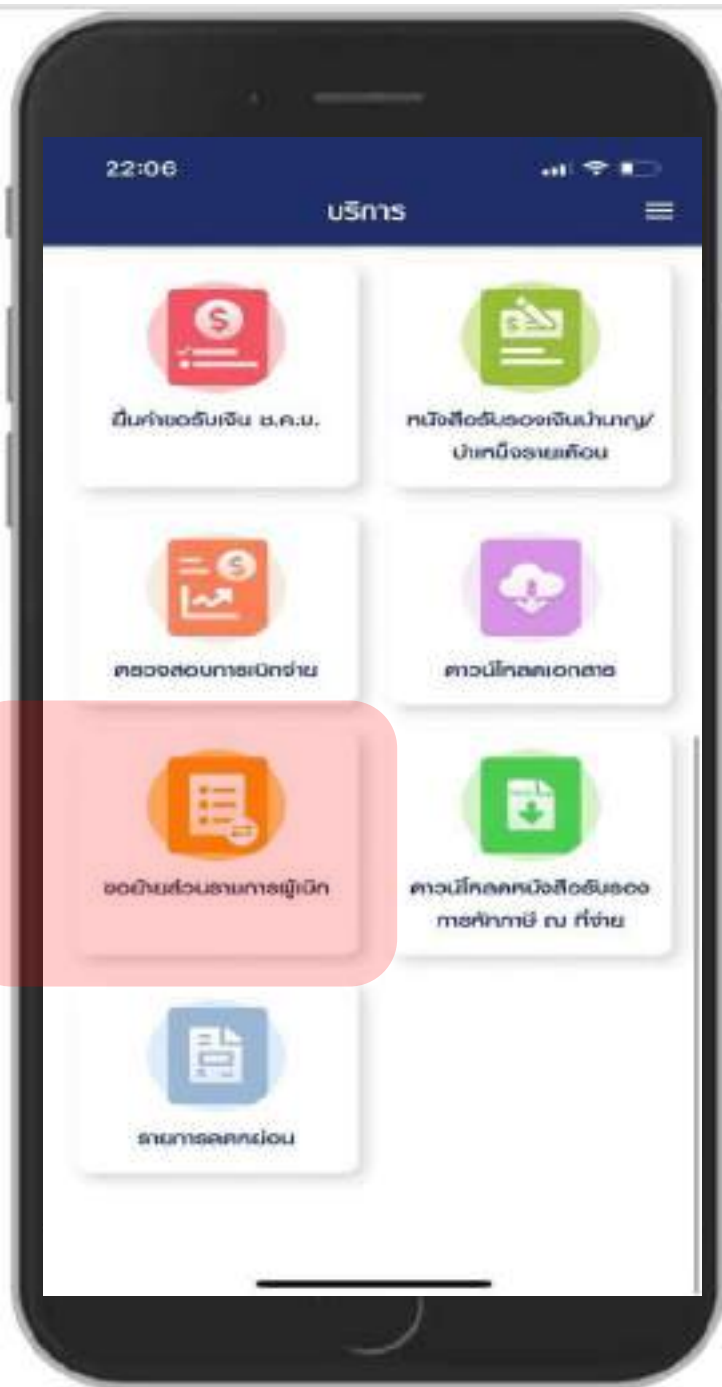 22:06
บริการ
ยื่นคำขอรับเงิน ช.ค.บ.
หนังสือรับรองเงินบำนาญ/
บำเหน็จรายเดือน
ตรวจสอบการเบิกจ่าย
ดาวน์โหลดเอกสาร
ขอย้ายส่วนราชการผู้เบิก
ดาวน์โหลดหนังสือรับรอง
การหักภาษี ณ ที่จ่าย
รายการลดหย่อน